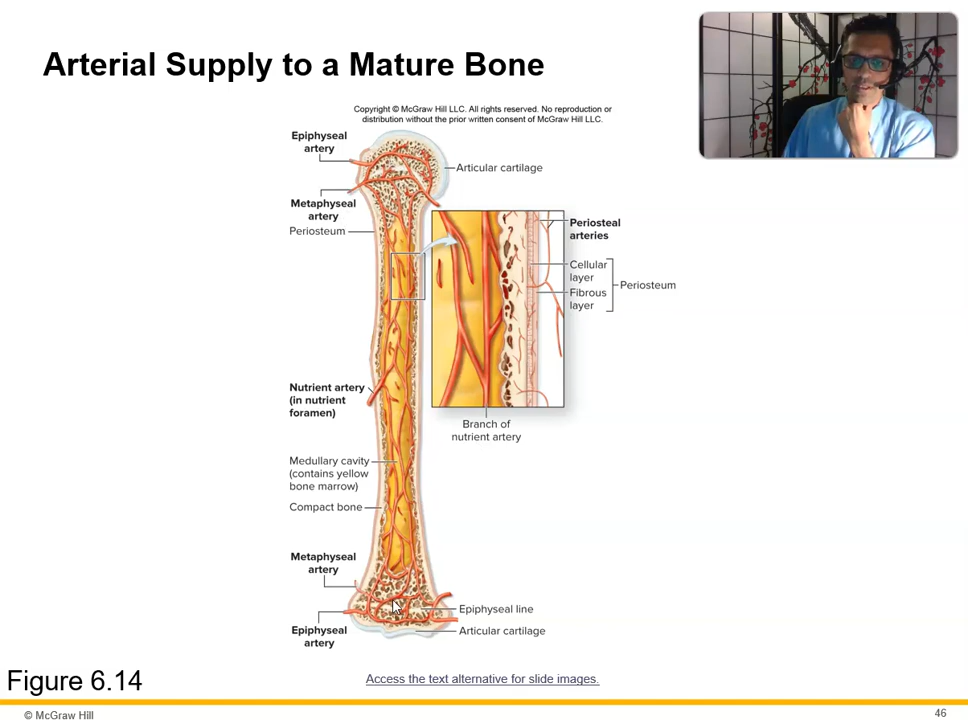 Arterial Supply to a Mature Bone
Copyright © McGraw Hill LLC. All rights reserved. No reproduction or
distribution without the prior written consent of McGraw Hill LLC.
Epiphyseal
artery
Articular cartilage
Metaphyseal
artery
Periosteum
Periosteal
arteries
Cellular
layer
Fibrous
layer
Periosteum
Nutrient artery
(in nutrient
foramen)
Branch of
nutrient artery
Medullary cavity
(contains yellow
bone marrow)
Compact bone
Metaphyseal
artery
Epiphyseal line
Epiphyseal
artery
Articular cartilage
Figure 6.14
Access the text alternative for slide images.
© McGraw Hill
46